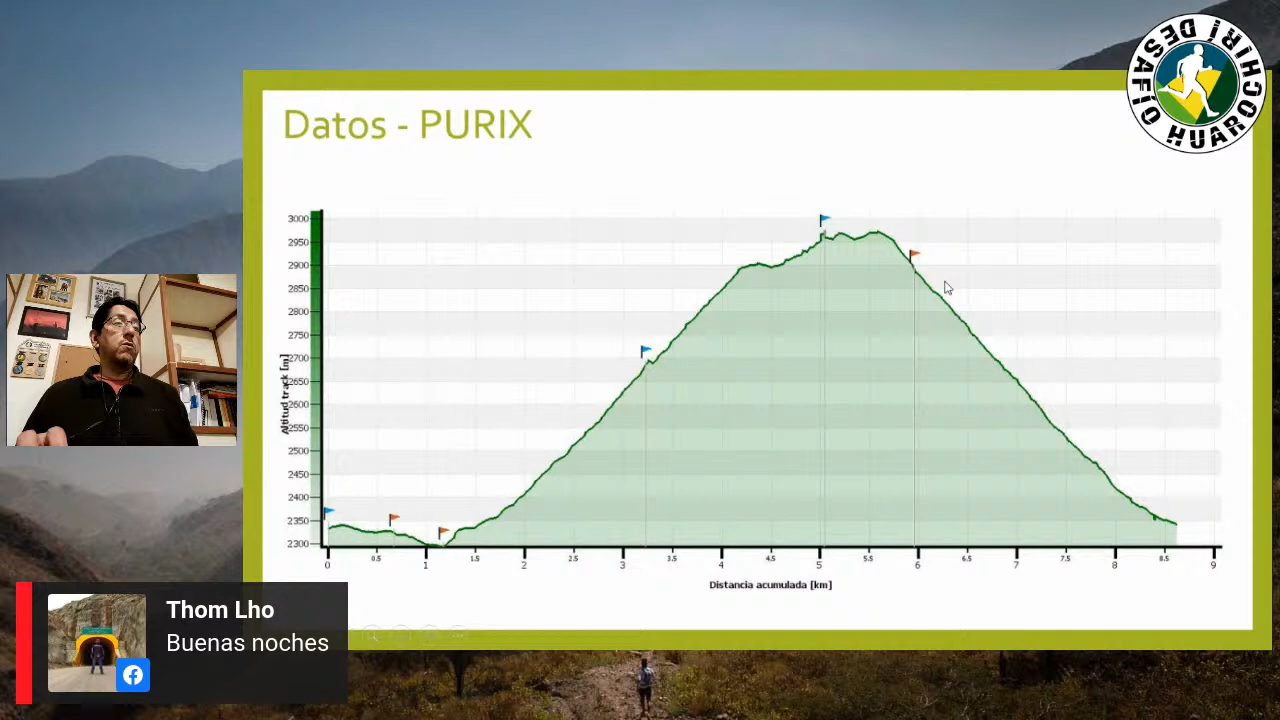 DESAFÍO HUAROCHIRÍ
Datos - PURIX
Altitud track [m]
3000
2950
2900
2850
2800
2750
2700
2650
2600
2550
2500
2450
2400
2350
2300
0 0.5 1 1.5 2 2.5 3 3.5 4 4.5 5 5.5 6 6.5 7 7.5 8 8.5 9
Distancia acumulada [km]
Thom Lho
Buenas noches